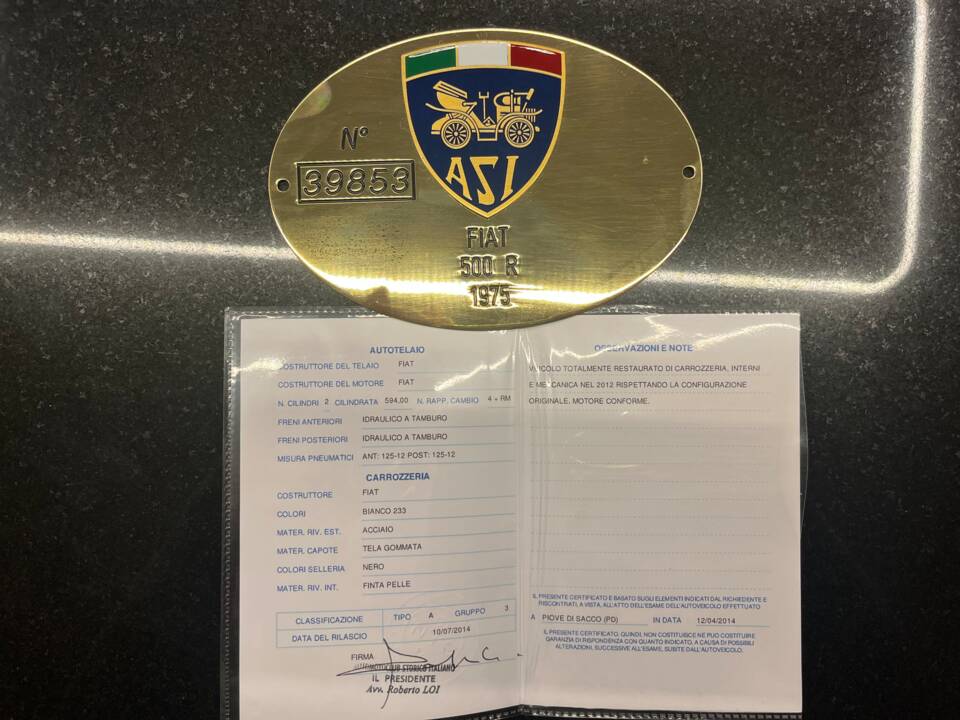 ASI
N°
39853
FIAT
500 R
1975
AUTOTELAIO
COSTRUTTORE DEL TELAIO FIAT
COSTRUTTORE DEL MOTORE FIAT
N. CILINDRI 2 CILINDRATA 594,00 N. RAPP. CAMBIO 4 + RM
FRENI ANTERIORI IDRAULICO A TAMBURO
FRENI POSTERIORI IDRAULICO A TAMBURO
MISURA PNEUMATICI ANT: 125-12 POST: 125-12
CARROZZERIA
COSTRUTTORE FIAT
COLORI BIANCO 233
MATER. RIV. EST. ACCIAIO
MATER. CAPOTE TELA GOMMATA
COLORI SELLERIA NERO
MATER. RIV. INT. FINTA PELLE
CLASSIFICAZIONE TIPO A GRUPPO 3
DATA DEL RILASCIO 10/07/2014
FIRMA
AUTOMOTOCLUB STORICO ITALIANO
IL PRESIDENTE
Avv. Roberto LOI
OSSERVAZIONI E NOTE
VEICOLO TOTALMENTE RESTAURATO DI CARROZZERIA, INTERNI
E MECCANICA NEL 2012 RISPETTANDO LA CONFIGURAZIONE
ORIGINALE. MOTORE CONFORME.
IL PRESENTE CERTIFICATO E BASATO SUGLI ELEMENTI INDICATI DAL RICHIEDENTE E
RISCONTRATI, A VISTA, ALL'ATTO DELL'ESAME DELL'AUTOVEICOLO EFFETTUATO
A PIOVE DI SACCO (PD) IN DATA 12/04/2014
IL PRESENTE CERTIFICATO, QUINDI, NON COSTITUISCE NE PUO COSTITUIRE
GARANZIA DI RISPONDENZA CON QUANTO INDICATO, A CAUSA DI POSSIBILI
ALTERAZIONI, SUCCESSIVE ALL'ESAME, SUBITE DALL'AUTOVEICOLO.